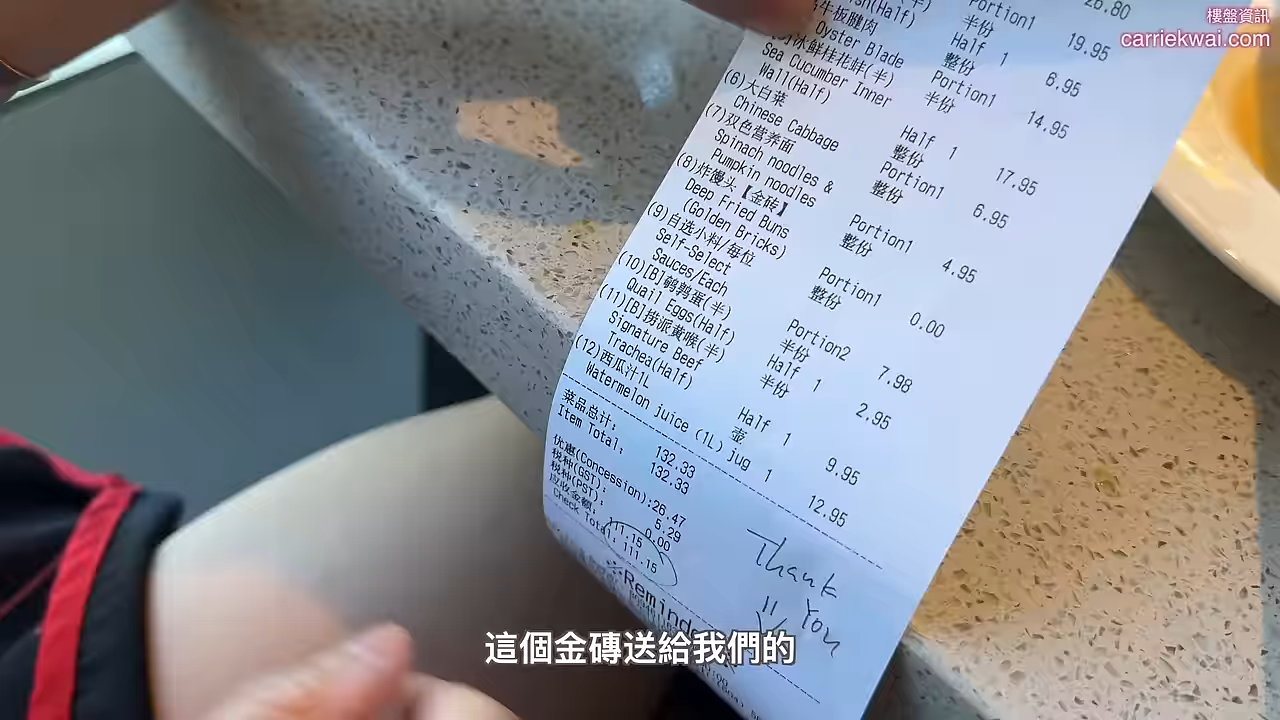 樓盤資訊
carriekwai.com
Portion1
26.80
半份
Half 1
19.95
牛板腱肉
Oyster Blade
整份
Portion1
6.95
冰鲜桂花蚌(半)
Sea Cucumber Inner
Wall(Half)
半份
Half 1
14.95
(6)大白菜
Chinese Cabbage
整份
Portion1
17.95
(7)双色营养面
Spinach noodles &
Pumpkin noodles
整份
Portion1
6.95
(8)炸馒头【金砖】
Deep Fried Buns
(Golden Bricks)
整份
Portion1
4.95
(9)自选小料/每位
Self-Select
Sauces/Each
整份
Portion2
0.00
(10)[B]鹌鹑蛋(半)
Quail Eggs(Half)
半份
Half 1
7.98
(11)[B]捞派黄喉(半)
Signature Beef
Trachea(Half)
半份
Half 1
2.95
(12)西瓜汁1L
Watermelon juice (1L)
壶
jug 1
9.95
12.95
菜品总计: 132.33
Item Total: 132.33
优惠(Concession):26.47
税种(GST): 5.29
税种(PST): 0.00
应收金额: 111.15
Check Total: 111.15
※Remind
Thank
You
這個金磚送給我們的